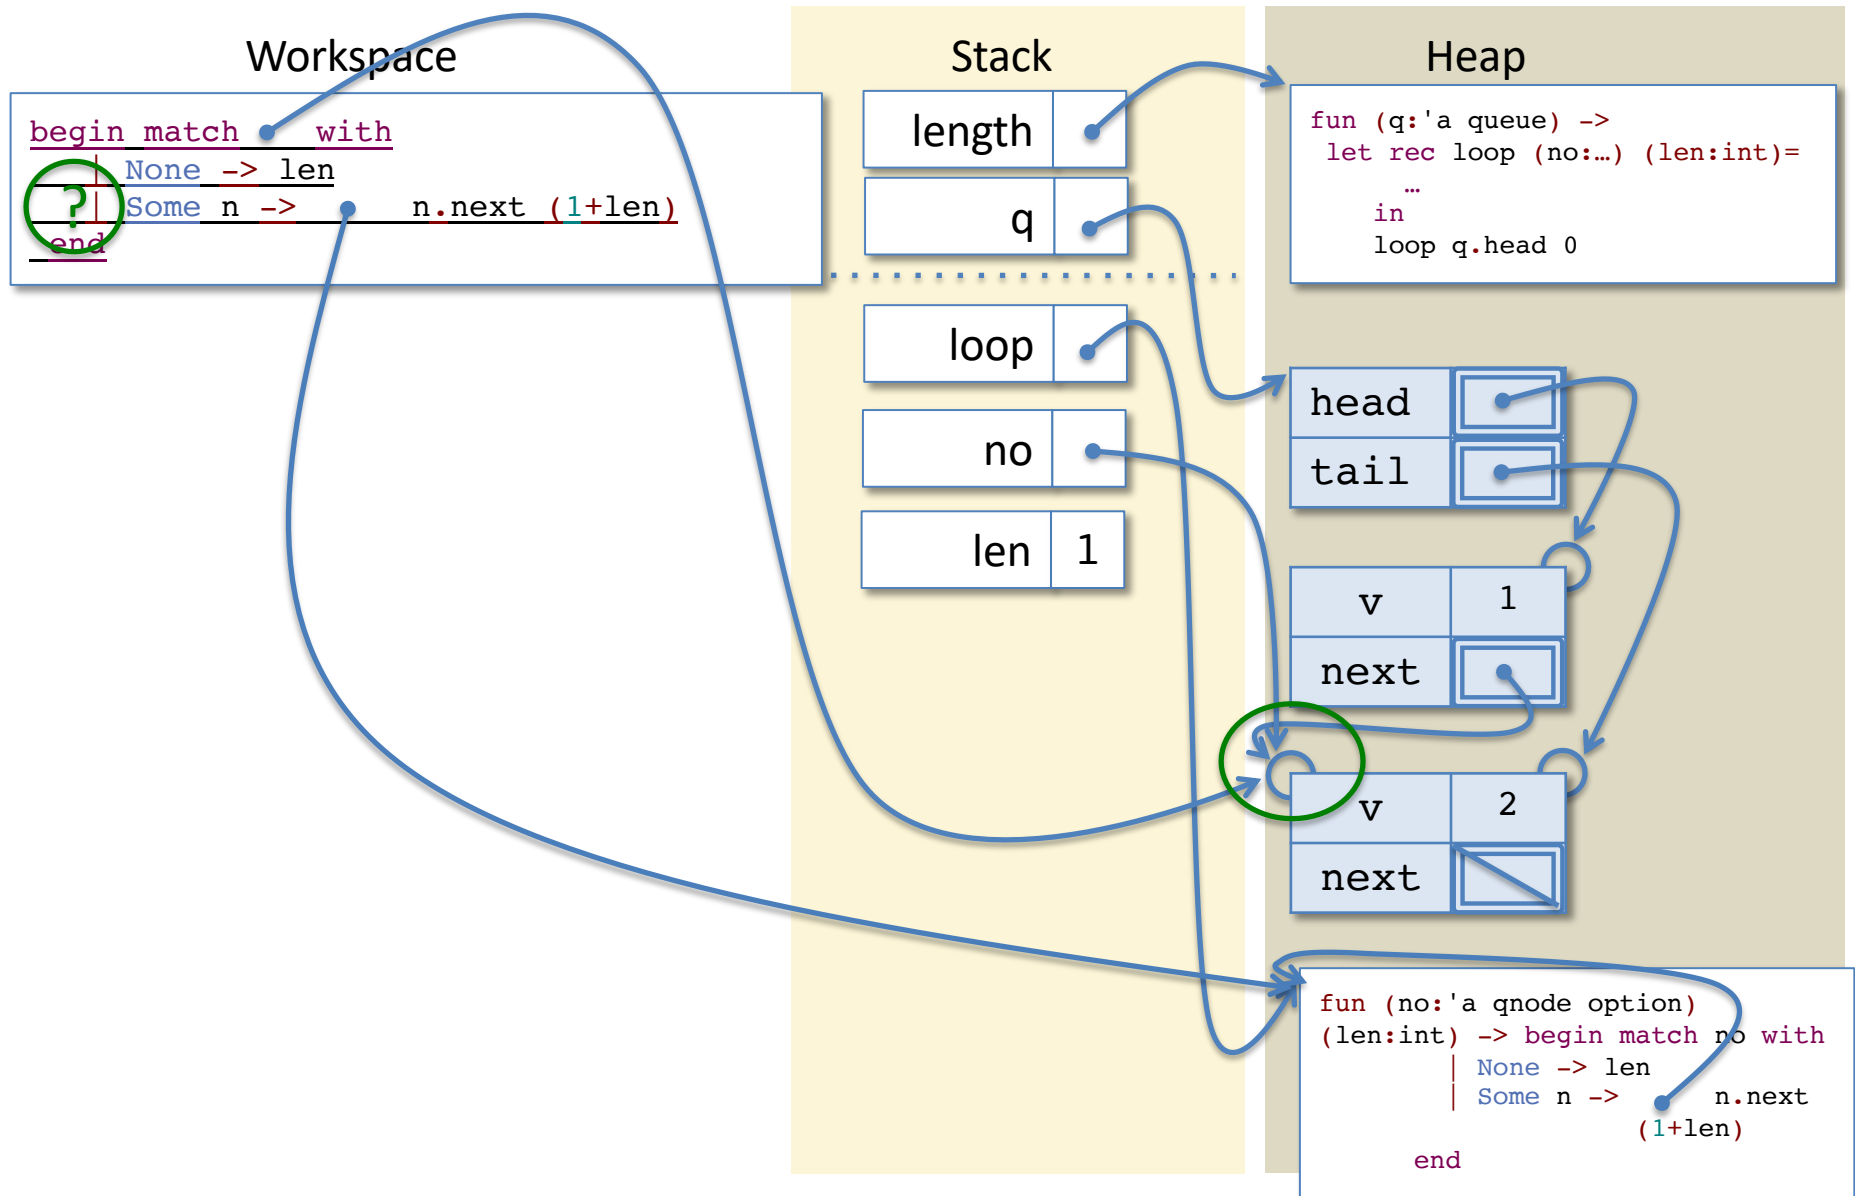 Workspace
begin match with
| None -> len
? | Some n -> n.next (1+len)
end
Stack
length
q
loop
no
len 1
Heap
fun (q:'a queue) ->
let rec loop (no:…) (len:int)=
…
in
loop q.head 0
head
tail
v 1
next
v 2
next
fun (no:'a qnode option)
(len:int) -> begin match no with
| None -> len
| Some n -> n.next
(1+len)
end